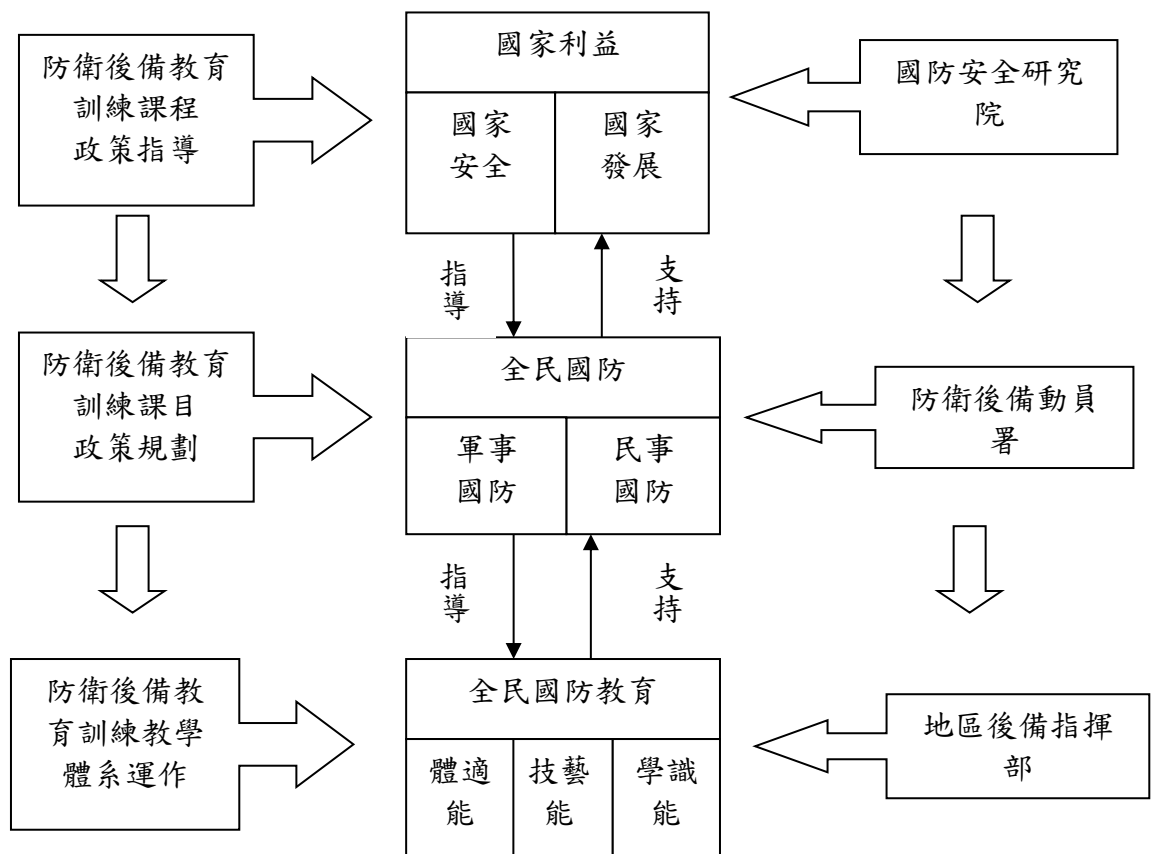 防衛後備教育
訓練課程
政策指導
國家利益
國家
安全
國家
發展
國防安全研究
院
指
導
支
持
防衛後備教育
訓練課目
政策規劃
全民國防
軍事
國防
民事
國防
防衛後備動員
署
指
導
支
持
防衛後備教
育訓練教學
體系運作
全民國防教育
體適
能
技藝
能
學識
能
地區後備指揮
部